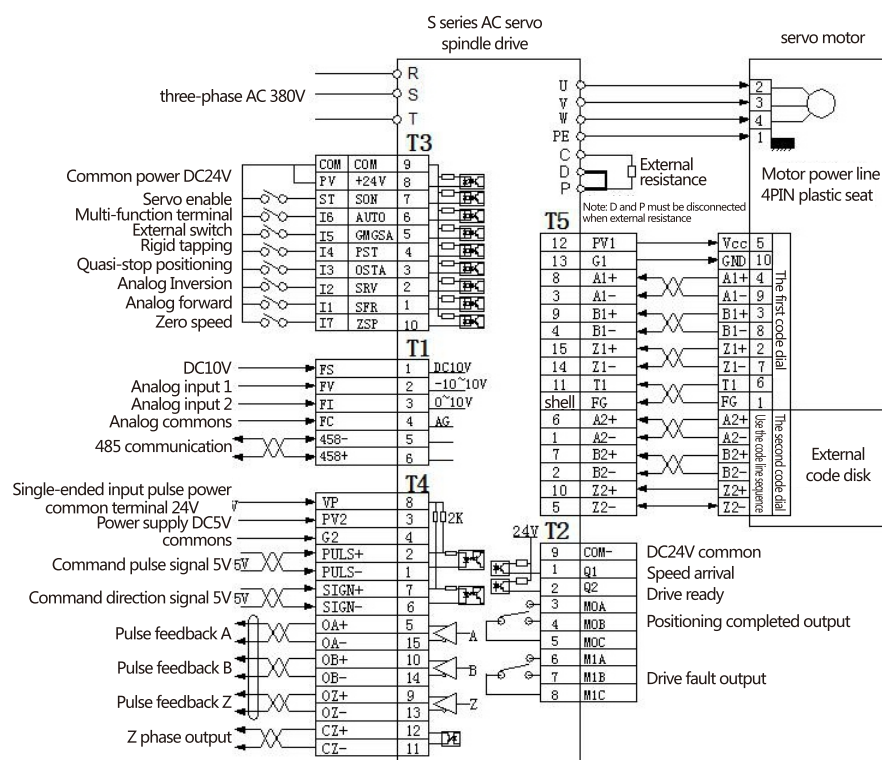 S series AC servo
spindle drive
servo motor
three-phase AC 380V
R
S
T
U
V
W
PE
C
D
P
2
3
4
1
External
resistance
Note: D and P must be disconnected
when external resistance
Motor power line
4PIN plastic seat
T3
Common power DC24V
COM COM 9
PV +24V 8
Servo enable ST SON 7
Multi-function terminal I6 AUTO 6
External switch I5 GMGSA 5
Rigid tapping I4 PST 4
Quasi-stop positioning I3 OSTA 3
Analog Inversion I2 SRV 2
Analog forward I1 SFR 1
Zero speed I7 ZSP 10
T1
DC10V FS 1 DC10V
Analog input 1 FV 2 -10~10V
Analog input 2 FI 3 0~10V
Analog commons FC 4 AG
485 communication
458- 5
458+ 6
T4
Single-ended input pulse power
common terminal 24V
VP 8
Power supply DC5V PV2 3
commons G2 4
2K
Command pulse signal 5V 5V
PULS+ 2
PULS- 1
Command direction signal 5V 5V
SIGN+ 7
SIGN- 6
Pulse feedback A
OA+ 5
OA- 15
A
Pulse feedback B
OB+ 10
OB- 14
B
Pulse feedback Z
OZ+ 9
OZ- 13
Z
Z phase output
CZ+ 12
CZ- 11
T5
12 PV1 Vcc 5
13 G1 GND 10
8 A1+ A1+ 4
3 A1- A1- 9
9 B1+ B1+ 3
4 B1- B1- 8
15 Z1+ Z1+ 2
14 Z1- Z1- 7
11 T1 T1 6
shell FG FG 1
6 A2+ A2+
1 A2- A2-
7 B2+ B2+
2 B2- B2-
10 Z2+ Z2+
5 Z2- Z2-
The first code dial
The second code dial
Use the code line sequence
External
code disk
T2
24V
9 COM- DC24V common
1 Q1 Speed arrival
2 Q2 Drive ready
3 MOA
4 MOB Positioning completed output
5 MOC
6 M1A
7 M1B Drive fault output
8 M1C